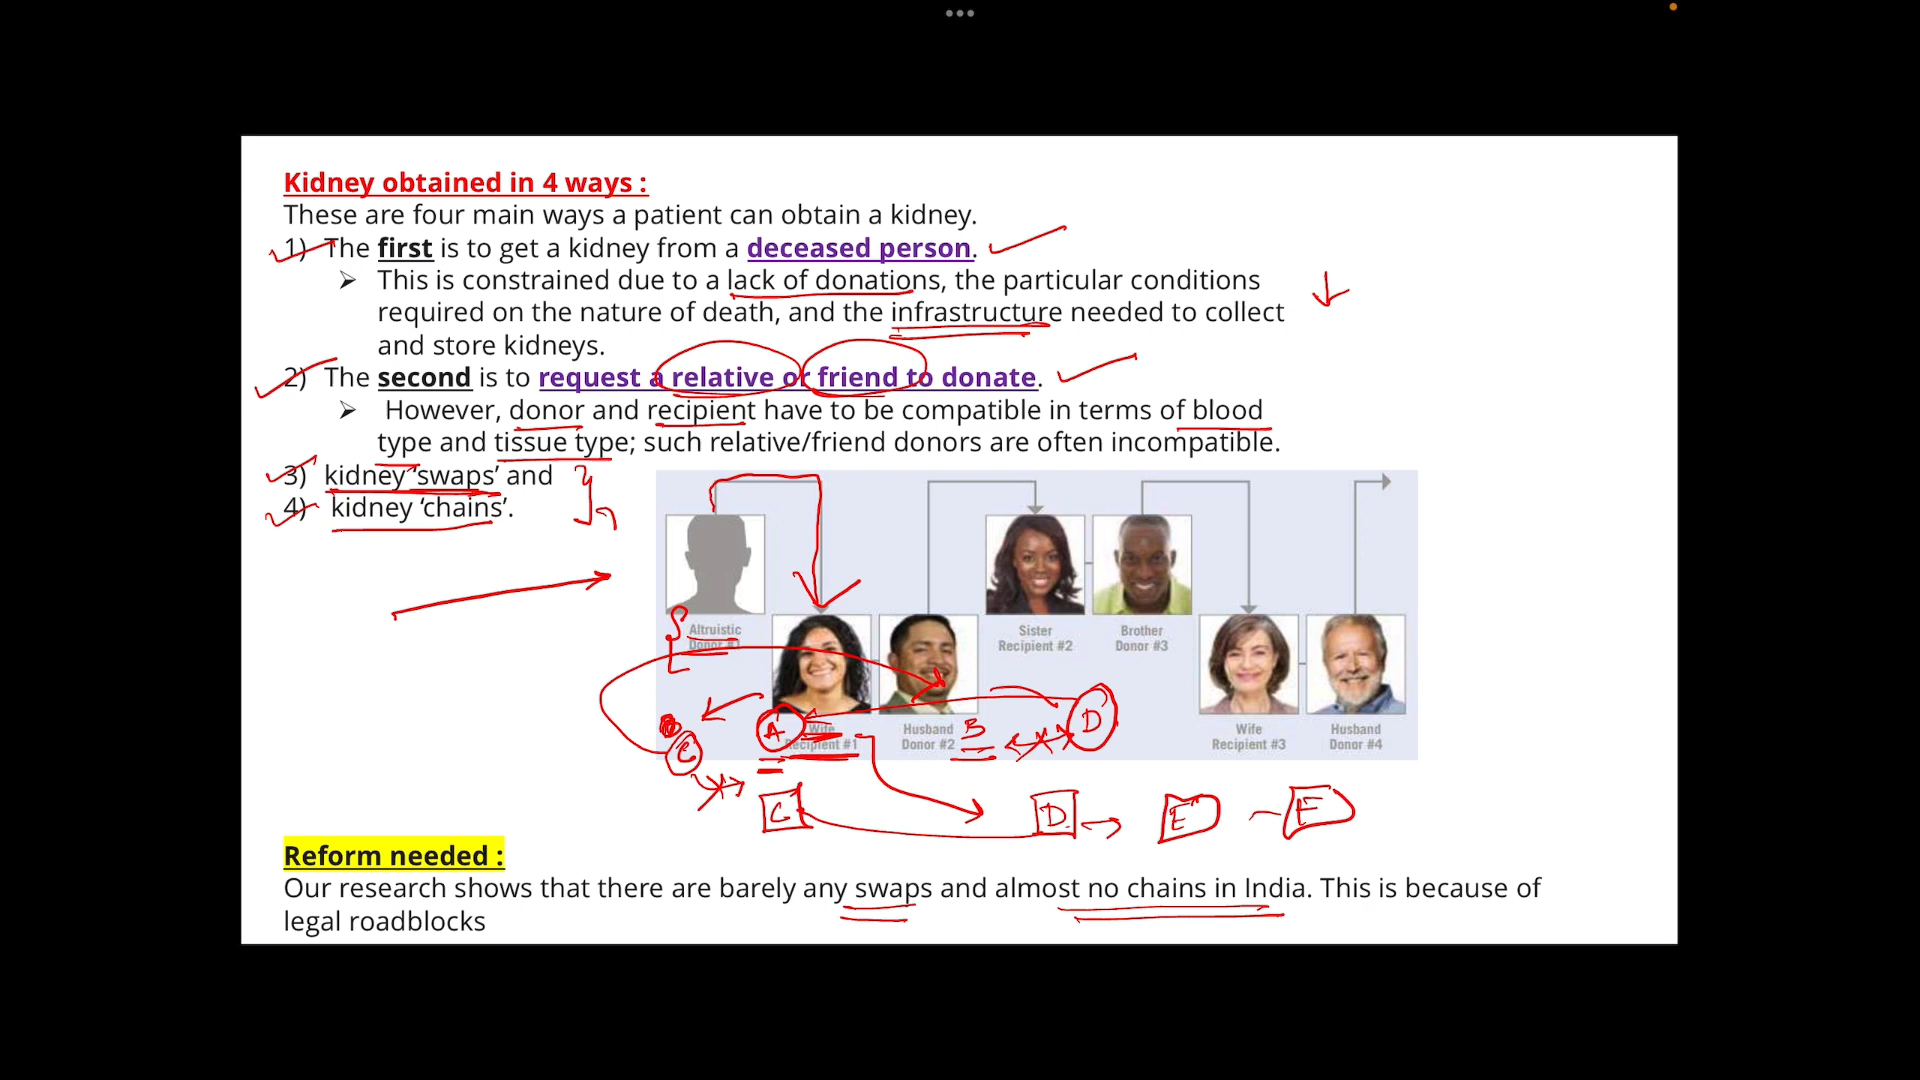 Kidney obtained in 4 ways :
These are four main ways a patient can obtain a kidney.
1) The first is to get a kidney from a deceased person.
➤ This is constrained due to a lack of donations, the particular conditions
required on the nature of death, and the infrastructure needed to collect
and store kidneys.
2) The second is to request a relative or friend to donate.
➤ However, donor and recipient have to be compatible in terms of blood
type and tissue type; such relative/friend donors are often incompatible.
3) kidney 'swaps' and
4) kidney 'chains'.
Altruistic
Donor #1
Sister
Recipient #2
Brother
Donor #3
Wife
Recipient #1
Husband
Donor #2
Wife
Recipient #3
Husband
Donor #4
A
B
D
C
C
D
E
Reform needed :
Our research shows that there are barely any swaps and almost no chains in India. This is because of
legal roadblocks